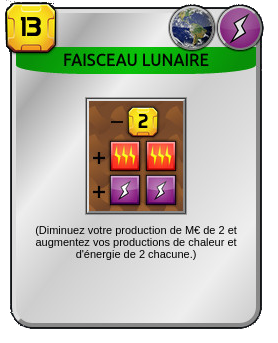 13
FAISCEAU LUNAIRE
− 2
+
+
(Diminuez votre production de M€ de 2 et
augmentez vos productions de chaleur et
d'énergie de 2 chacune.)